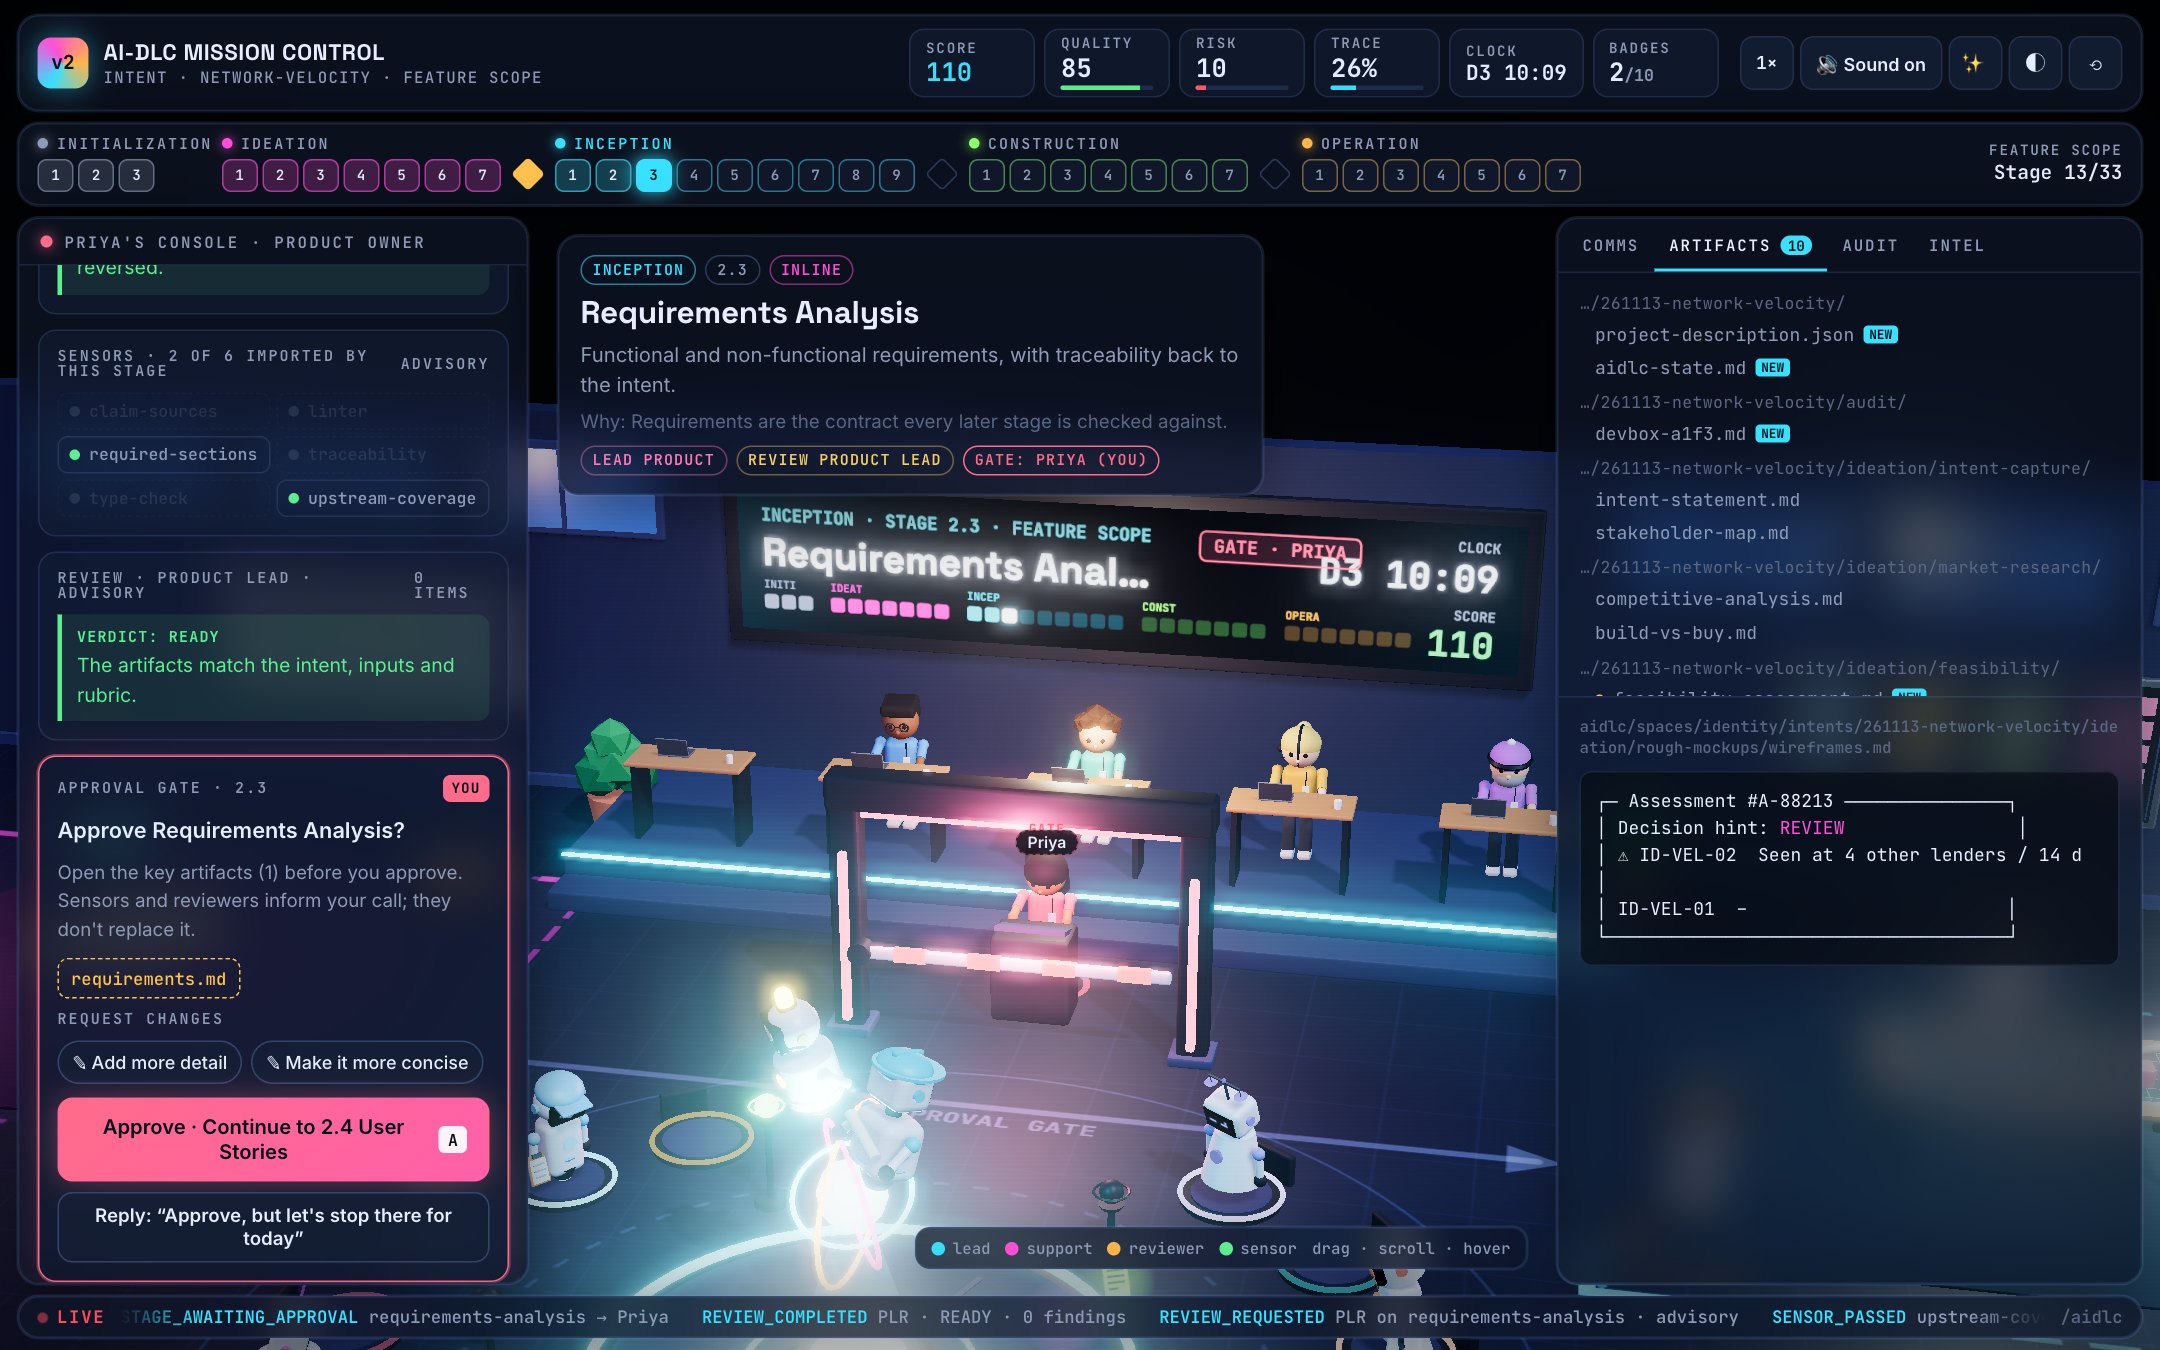 v2
AI-DLC MISSION CONTROL
INTENT · NETWORK-VELOCITY · FEATURE SCOPE
SCORE
110
QUALITY
85
RISK
10
TRACE
26%
CLOCK
D3 10:09
BADGES
2/10
1×
Sound on
INITIALIZATION
1 2 3
IDEATION
1 2 3 4 5 6 7
INCEPTION
1 2 3 4 5 6 7 8 9
CONSTRUCTION
1 2 3 4 5 6 7
OPERATION
1 2 3 4 5 6 7
FEATURE SCOPE
Stage 13/33
PRIYA'S CONSOLE · PRODUCT OWNER
reversed.
SENSORS · 2 OF 6 IMPORTED BY
THIS STAGE
ADVISORY
claim-sources
linter
required-sections
traceability
type-check
upstream-coverage
REVIEW · PRODUCT LEAD ·
ADVISORY
0
ITEMS
VERDICT: READY
The artifacts match the intent, inputs and
rubric.
APPROVAL GATE · 2.3
YOU
Approve Requirements Analysis?
Open the key artifacts (1) before you approve.
Sensors and reviewers inform your call; they
don't replace it.
requirements.md
REQUEST CHANGES
✎ Add more detail
✎ Make it more concise
Approve · Continue to 2.4 User
Stories
A
Reply: “Approve, but let's stop there for
today”
INCEPTION
2.3
INLINE
Requirements Analysis
Functional and non-functional requirements, with traceability back to
the intent.
Why: Requirements are the contract every later stage is checked against.
LEAD PRODUCT
REVIEW PRODUCT LEAD
GATE: PRIYA (YOU)
INCEPTION · STAGE 2.3 · FEATURE SCOPE
Requirements Anal…
GATE · PRIYA
CLOCK
D3 10:09
INITI
IDEAT
INCEP
CONST
OPERA
SCORE
110
GATE
Priya
APPROVAL GATE
lead
support
reviewer
sensor
drag · scroll · hover
COMMS
ARTIFACTS 10
AUDIT
INTEL
…/261113-network-velocity/
project-description.json NEW
aidlc-state.md NEW
…/261113-network-velocity/audit/
devbox-a1f3.md NEW
…/261113-network-velocity/ideation/intent-capture/
intent-statement.md
stakeholder-map.md
…/261113-network-velocity/ideation/market-research/
competitive-analysis.md
build-vs-buy.md
…/261113-network-velocity/ideation/feasibility/
feasibility-assessment.md NEW
aidlc/spaces/identity/intents/261113-network-velocity/ide
ation/rough-mockups/wireframes.md
Assessment #A-88213
Decision hint: REVIEW
⚠ ID-VEL-02  Seen at 4 other lenders / 14 d
ID-VEL-01  –
LIVE
STAGE_AWAITING_APPROVAL requirements-analysis → Priya
REVIEW_COMPLETED PLR · READY · 0 findings
REVIEW_REQUESTED PLR on requirements-analysis · advisory
SENSOR_PASSED upstream-cov
/aidlc